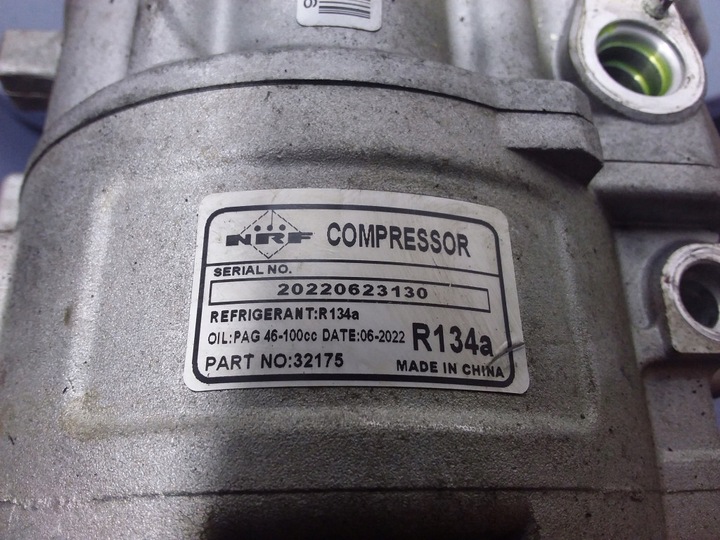 NRF COMPRESSOR
SERIAL NO.
20220623130
REFRIGERANT:R134a
OIL:PAG 46-100cc DATE:06-2022 R134a
PART NO:32175 MADE IN CHINA